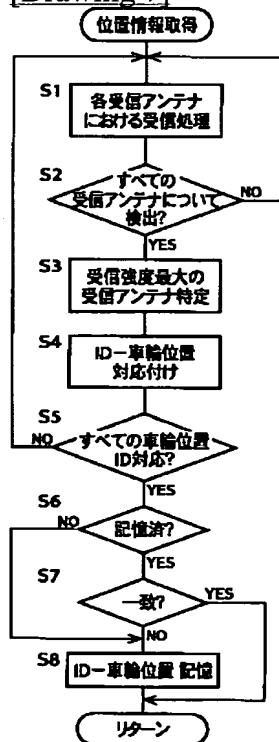 位置情報取得
S1
各受信アンテナ
における受信処理
S2
すべての
受信アンテナについて
検出?
NO
YES
S3
受信強度最大の
受信アンテナ特定
S4
ID-車輪位置
対応付け
S5
すべての車輪位置
ID対応?
NO
YES
S6
記憶済?
NO
YES
S7
一致?
YES
NO
S8
ID-車輪位置 記憶
リターン